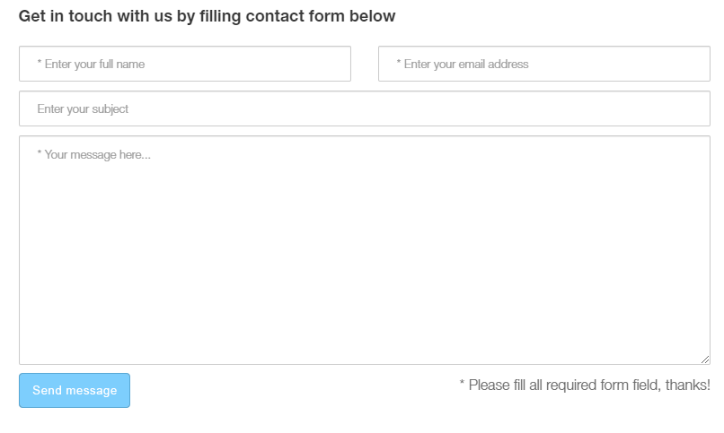 Get in touch with us by filling contact form below
* Enter your full name
* Enter your email address
Enter your subject
* Your message here...
Send message
* Please fill all required form field, thanks!